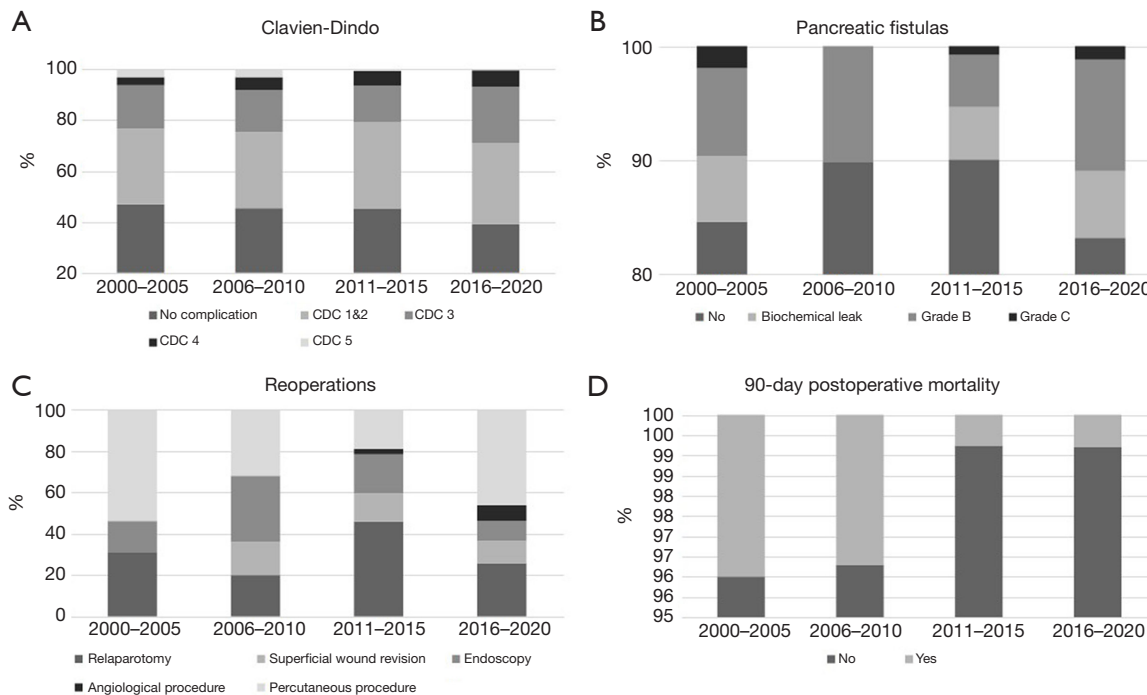 A
Clavien-Dindo
%
100
80
60
40
20
2000–2005 2006–2010 2011–2015 2016–2020
No complication CDC 1&2 CDC 3
CDC 4 CDC 5
B
Pancreatic fistulas
%
100
90
80
2000–2005 2006–2010 2011–2015 2016–2020
No Biochemical leak Grade B Grade C
C
Reoperations
%
100
80
60
40
20
0
2000–2005 2006–2010 2011–2015 2016–2020
Relaparotomy Superficial wound revision Endoscopy
Angiological procedure Percutaneous procedure
D
90-day postoperative mortality
%
100
100
99
99
98
98
97
97
96
96
95
2000–2005 2006–2010 2011–2015 2016–2020
No Yes